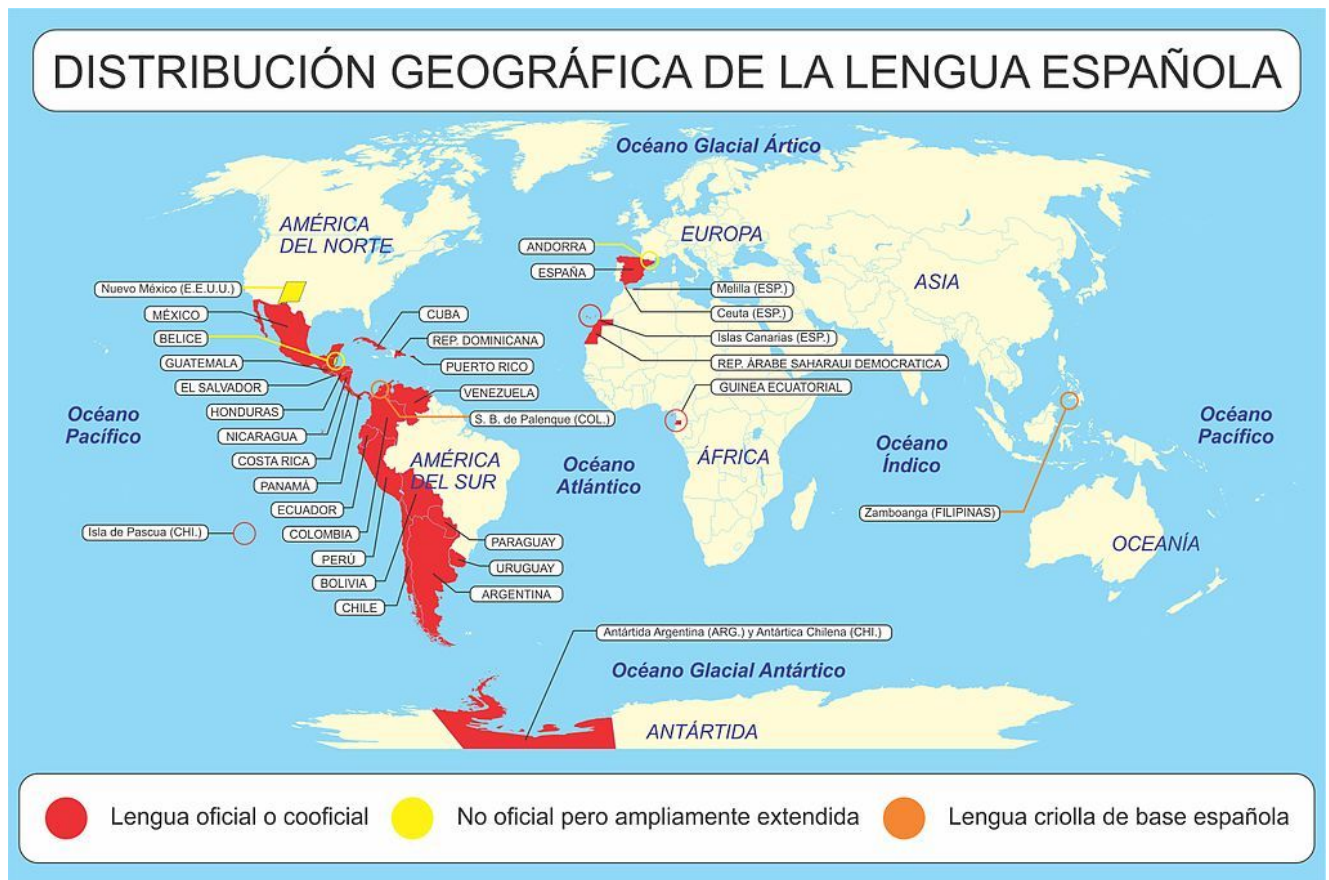 DISTRIBUCIÓN GEOGRÁFICA DE LA LENGUA ESPAÑOLA
Océano Glacial Ártico
AMÉRICA
DEL NORTE
EUROPA
ASIA
ANDORRA
ESPAÑA
Nuevo México (E.E.U.U.)
MÉXICO
BELICE
GUATEMALA
EL SALVADOR
HONDURAS
NICARAGUA
COSTA RICA
PANAMÁ
ECUADOR
COLOMBIA
PERÚ
BOLIVIA
CHILE
CUBA
REP. DOMINICANA
PUERTO RICO
VENEZUELA
S. B. de Palenque (COL.)
Melilla (ESP.)
Ceuta (ESP.)
Islas Canarias (ESP.)
REP. ÁRABE SAHARAUI DEMOCRATICA
GUINEA ECUATORIAL
Océano
Pacífico
AMÉRICA
DEL SUR
Océano
Atlántico
ÁFRICA
Océano
Índico
Océano
Pacífico
Zamboanga (FILIPINAS)
Isla de Pascua (CHI.)
PARAGUAY
URUGUAY
ARGENTINA
OCEANÍA
Antártida Argentina (ARG.) y Antártica Chilena (CHI.)
Océano Glacial Antártico
ANTÁRTIDA
Lengua oficial o cooficial
No oficial pero ampliamente extendida
Lengua criolla de base española